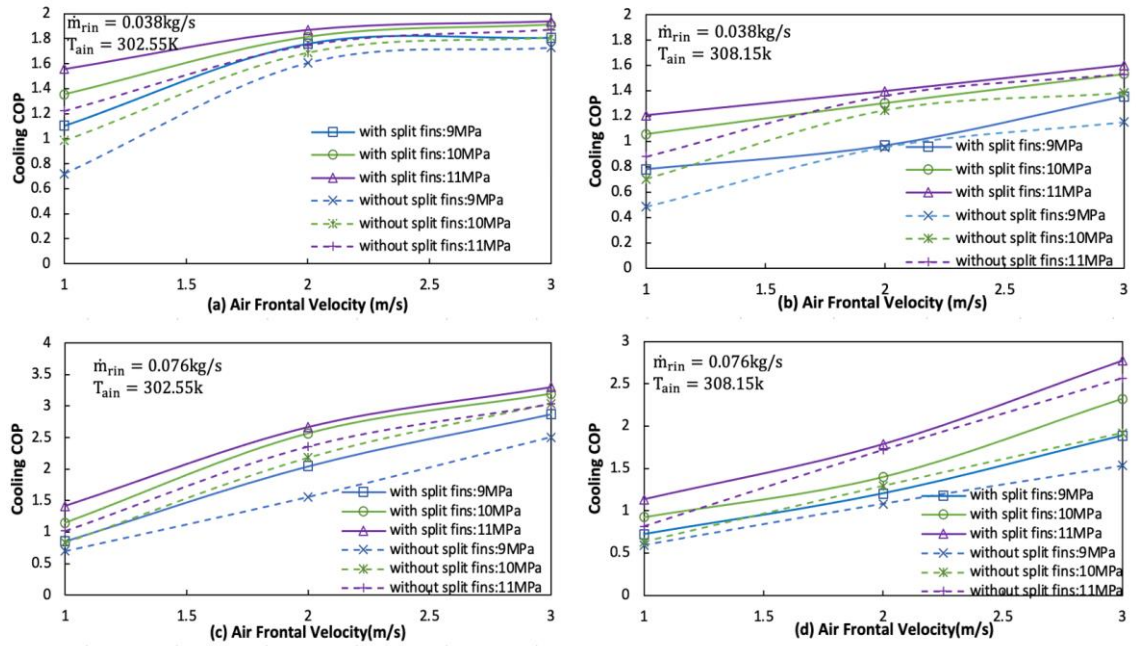 2
1.8
1.6
1.4
1.2
1
0.8
0.6
0.4
0.2
0
Cooling COP
ṁrin = 0.038kg/s
Tain = 302.55K
with split fins:9MPa
with split fins:10MPa
with split fins:11MPa
without split fins:9MPa
without split fins:10MPa
without split fins:11MPa
1 1.5 2 2.5 3
(a) Air Frontal Velocity (m/s)
2
1.8
1.6
1.4
1.2
1
0.8
0.6
0.4
0.2
0
Cooling COP
ṁrin = 0.038kg/s
Tain = 308.15K
with split fins:9MPa
with split fins:10MPa
with split fins:11MPa
without split fins:9MPa
without split fins:10MPa
without split fins:11MPa
1 1.5 2 2.5 3
(b) Air Frontal Velocity(m/s)
4
3.5
3
2.5
2
1.5
1
0.5
0
Cooling COP
ṁrin = 0.076kg/s
Tain = 302.55k
with split fins:9MPa
with split fins:10MPa
with split fins:11MPa
without split fins:9MPa
without split fins:10MPa
without split fins:11MPa
1 1.5 2 2.5 3
(c) Air Frontal Velocity(m/s)
3
2.5
2
1.5
1
0.5
0
Cooling COP
ṁrin = 0.076kg/s
Tain = 308.15k
with split fins:9MPa
with split fins:10MPa
with split fins:11MPa
without split fins:9MPa
without split fins:10MPa
without split fins:11MPa
1 1.5 2 2.5 3
(d) Air Frontal Velocity(m/s)